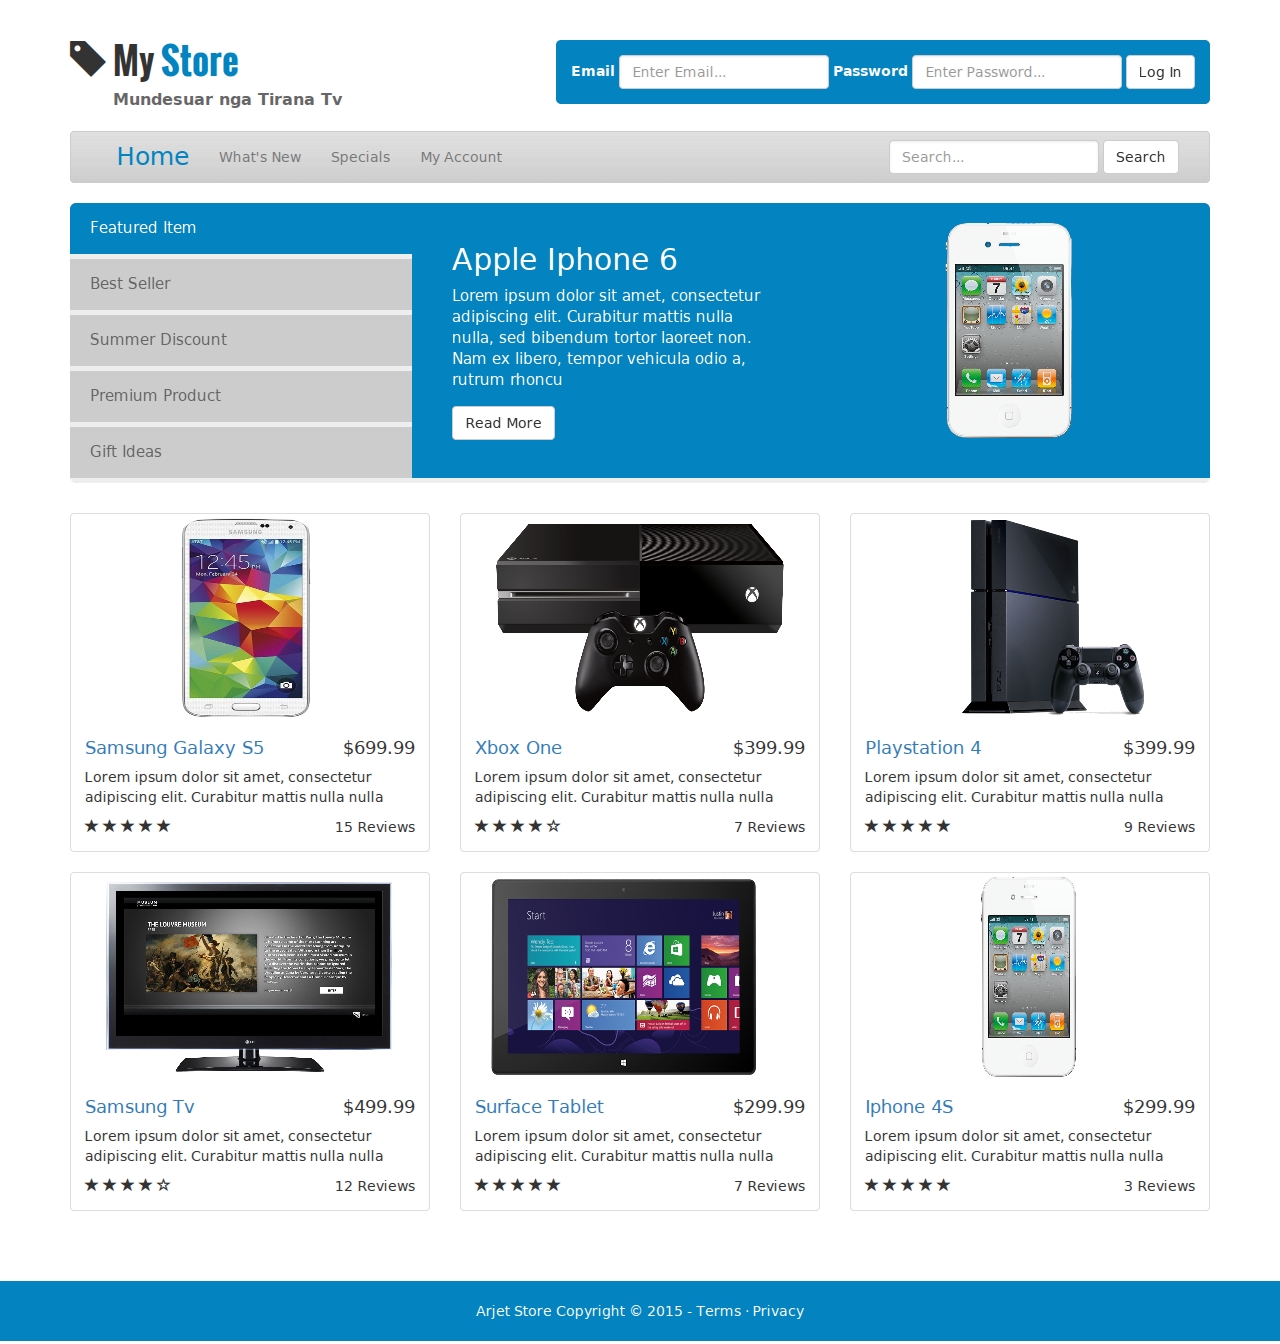 My Store
Mundesuar nga Tirana Tv
Email Enter Email... Password Enter Password... Log In
Home What's New Specials My Account Search... Search
Featured Item
Best Seller
Summer Discount
Premium Product
Gift Ideas
Apple Iphone 6
Lorem ipsum dolor sit amet, consectetur
adipiscing elit. Curabitur mattis nulla
nulla, sed bibendum tortor laoreet non.
Nam ex libero, tempor vehicula odio a,
rutrum rhoncu
Read More
SAMSUNG
12:45 PM
Samsung Galaxy S5 $699.99
Lorem ipsum dolor sit amet, consectetur
adipiscing elit. Curabitur mattis nulla nulla
★★★★★ 15 Reviews
Xbox One $399.99
Lorem ipsum dolor sit amet, consectetur
adipiscing elit. Curabitur mattis nulla nulla
★★★★☆ 7 Reviews
PS4
Playstation 4 $399.99
Lorem ipsum dolor sit amet, consectetur
adipiscing elit. Curabitur mattis nulla nulla
★★★★★ 9 Reviews
THE LOUVRE MUSEUM
Samsung Tv $499.99
Lorem ipsum dolor sit amet, consectetur
adipiscing elit. Curabitur mattis nulla nulla
★★★★☆ 12 Reviews
Start
Surface Tablet $299.99
Lorem ipsum dolor sit amet, consectetur
adipiscing elit. Curabitur mattis nulla nulla
★★★★★ 7 Reviews
Iphone 4S $299.99
Lorem ipsum dolor sit amet, consectetur
adipiscing elit. Curabitur mattis nulla nulla
★★★★★ 3 Reviews
Arjet Store Copyright © 2015 - Terms · Privacy